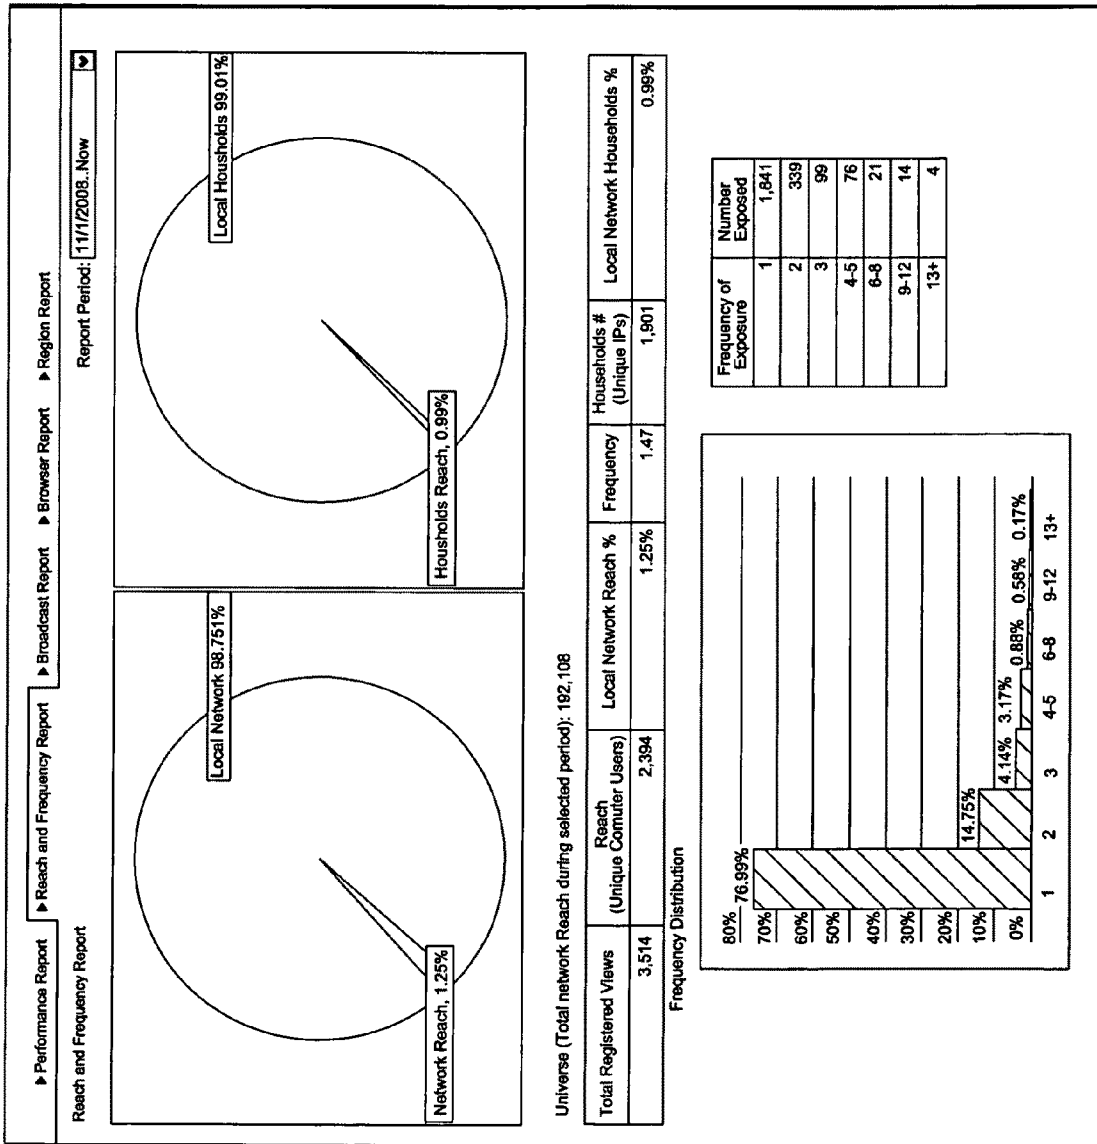 ▶ Performance Report ▶ Reach and Frequency Report ▶ Broadcast Report ▶ Browser Report ▶ Region Report
Reach and Frequency Report
Report Period: 11/1/2008..Now
Local Network 98.751%
Network Reach, 1.25%
Local Housholds 99.01%
Housholds Reach, 0.99%
Universe (Total network Reach during selected period): 192,108
Total Registered Views
Reach
(Unique Comuter Users)
Local Network Reach %
Frequency
Households #
(Unique IPs)
Local Network Households %
3,514 2,394 1.25% 1.47 1,901 0.99%
Frequency Distribution
80%
70%
60%
50%
40%
30%
20%
10%
0%
76.99%
14.75%
4.14%
3.17%
0.88%
0.58%
0.17%
1 2 3 4-5 6-8 9-12 13+
Frequency of
Exposure
Number
Exposed
1 1,841
2 339
3 99
4-5 76
6-8 21
9-12 14
13+ 4